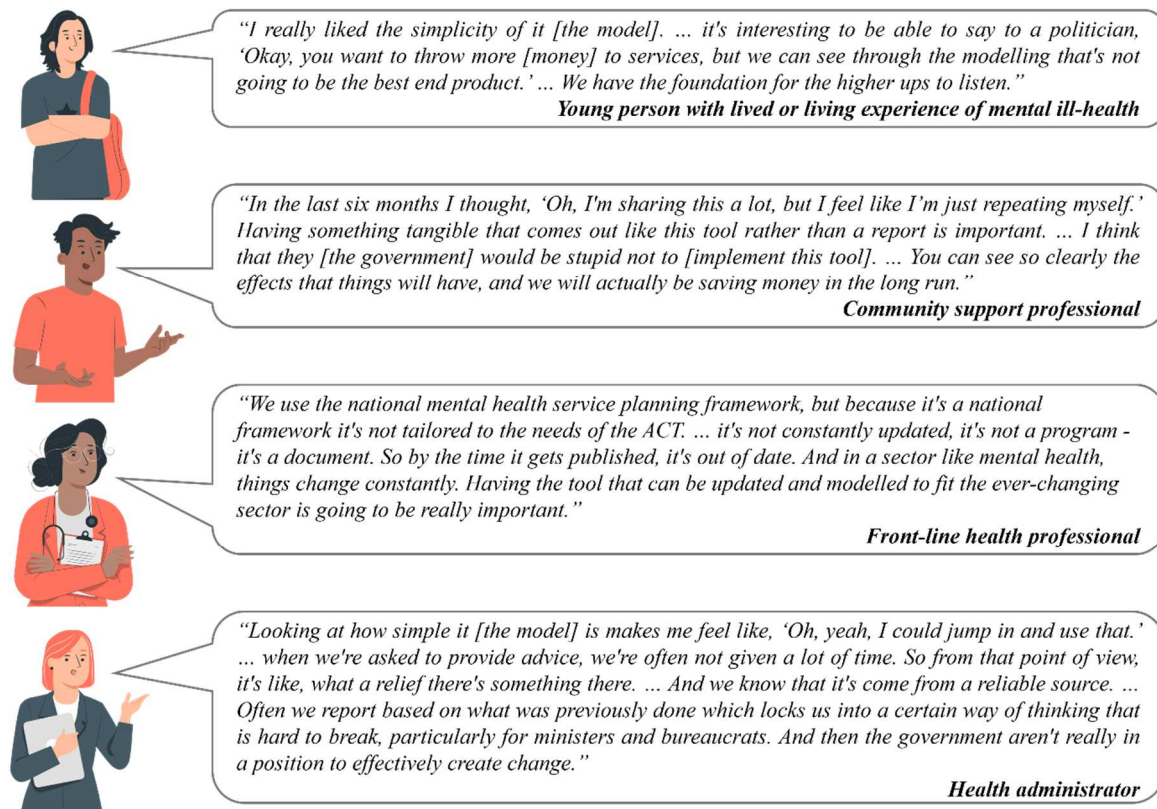 “I really liked the simplicity of it [the model]. … it's interesting to be able to say to a politician,
‘Okay, you want to throw more [money] to services, but we can see through the modelling that's not
going to be the best end product.’ … We have the foundation for the higher ups to listen.”
Young person with lived or living experience of mental ill-health
“In the last six months I thought, ‘Oh, I'm sharing this a lot, but I feel like I’m just repeating myself.’
Having something tangible that comes out like this tool rather than a report is important. … I think
that they [the government] would be stupid not to [implement this tool]. … You can see so clearly the
effects that things will have, and we will actually be saving money in the long run.”
Community support professional
“We use the national mental health service planning framework, but because it's a national
framework it's not tailored to the needs of the ACT. … it's not constantly updated, it's not a program -
it's a document. So by the time it gets published, it's out of date. And in a sector like mental health,
things change constantly. Having the tool that can be updated and modelled to fit the ever-changing
sector is going to be really important.”
Front-line health professional
“Looking at how simple it [the model] is makes me feel like, ‘Oh, yeah, I could jump in and use that.’
… when we're asked to provide advice, we're often not given a lot of time. So from that point of view,
it's like, what a relief there's something there. … And we know that it's come from a reliable source. …
Often we report based on what was previously done which locks us into a certain way of thinking that
is hard to break, particularly for ministers and bureaucrats. And then the government aren't really in
a position to effectively create change.”
Health administrator